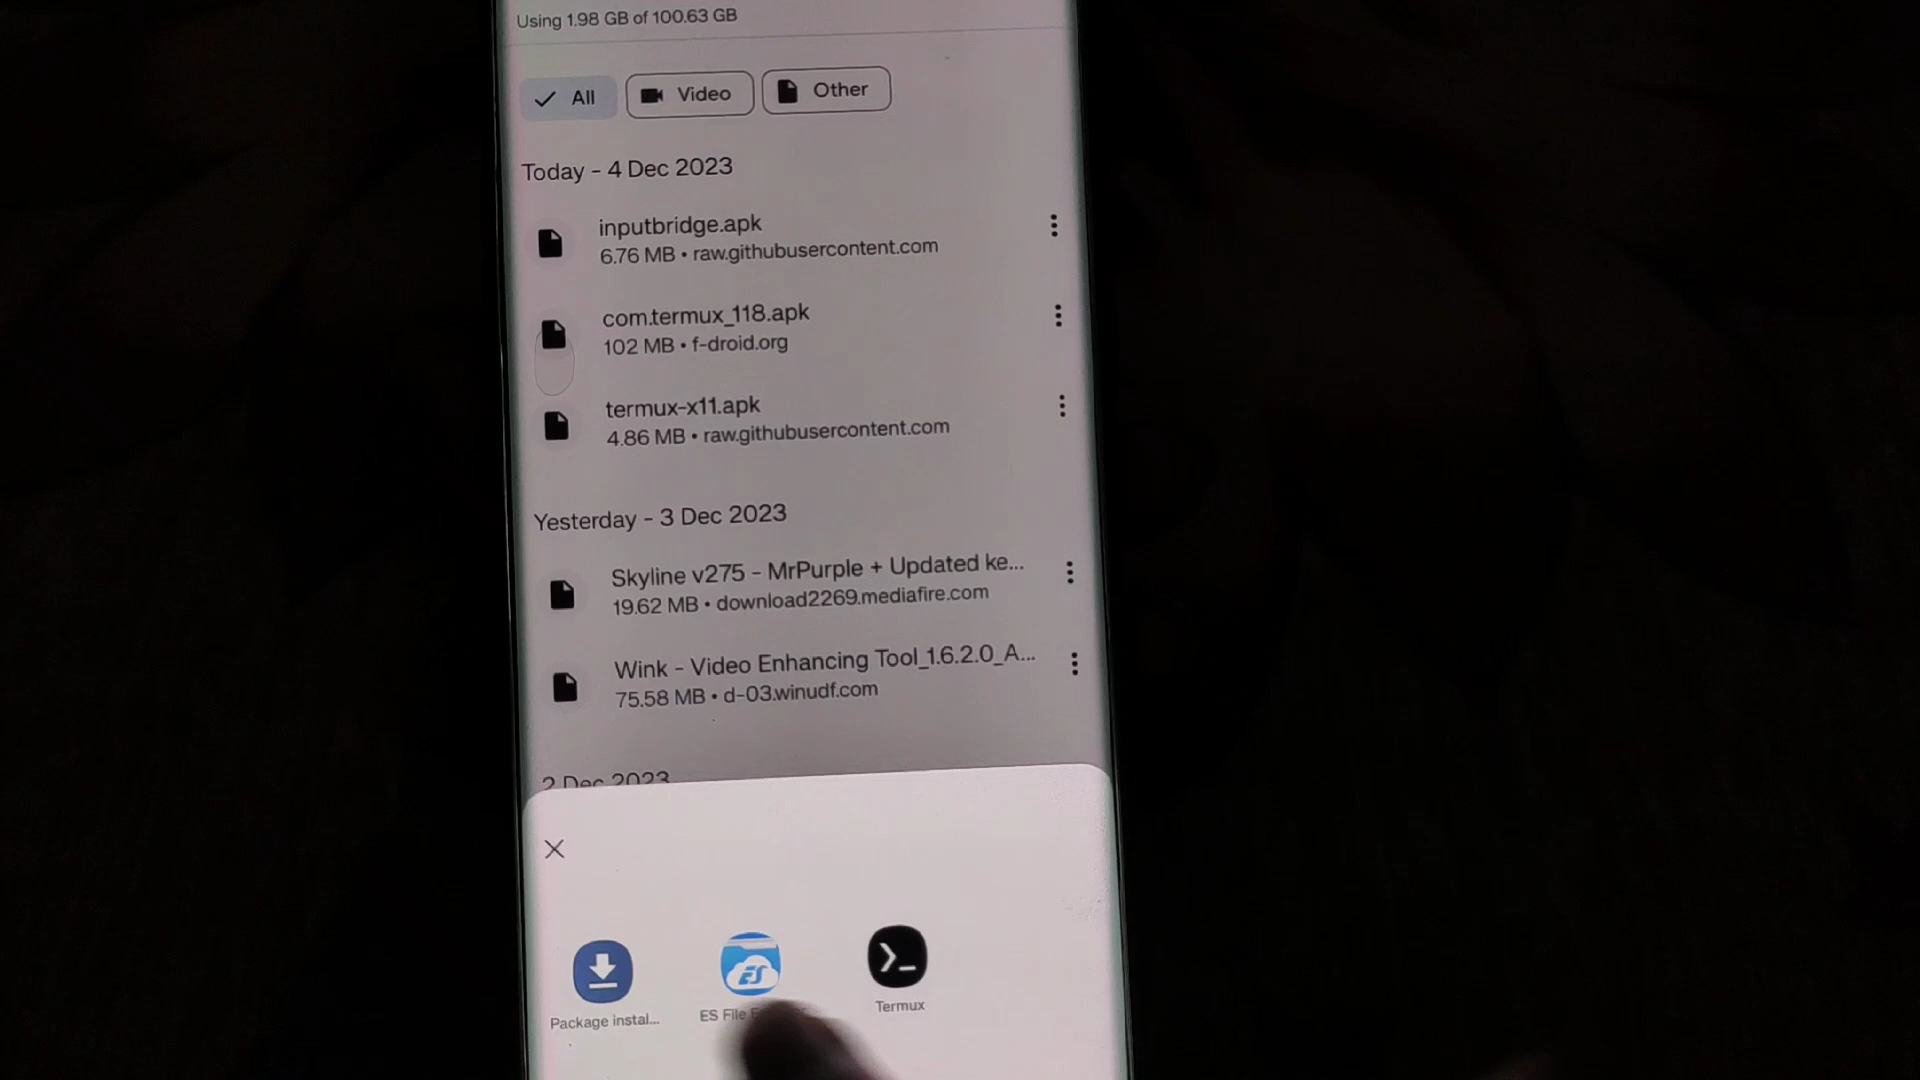 Using 1.98 GB of 100.63 GB
All
Video
Other
Today - 4 Dec 2023
inputbridge.apk
6.76 MB • raw.githubusercontent.com
com.termux_118.apk
102 MB • f-droid.org
termux-x11.apk
4.86 MB • raw.githubusercontent.com
Yesterday - 3 Dec 2023
Skyline v275 - MrPurple + Updated ke...
19.62 MB • download2269.mediafire.com
Wink - Video Enhancing Tool_1.6.2.0_A...
75.58 MB • d-03.winudf.com
2 Dec 2023
ES
Package instal...
ES File
Termux